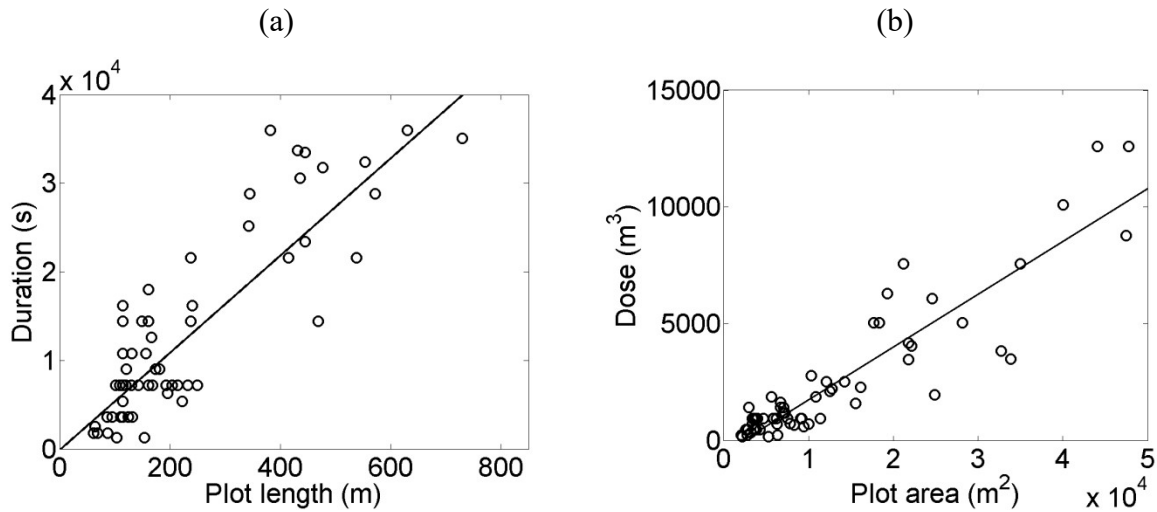 (a)
x 10^4
4
3
2
1
0
0 200 400 600 800
Duration (s)
Plot length (m)
(b)
15000
10000
5000
0
0 1 2 3 4 5
Dose (m^3)
Plot area (m^2)
x 10^4